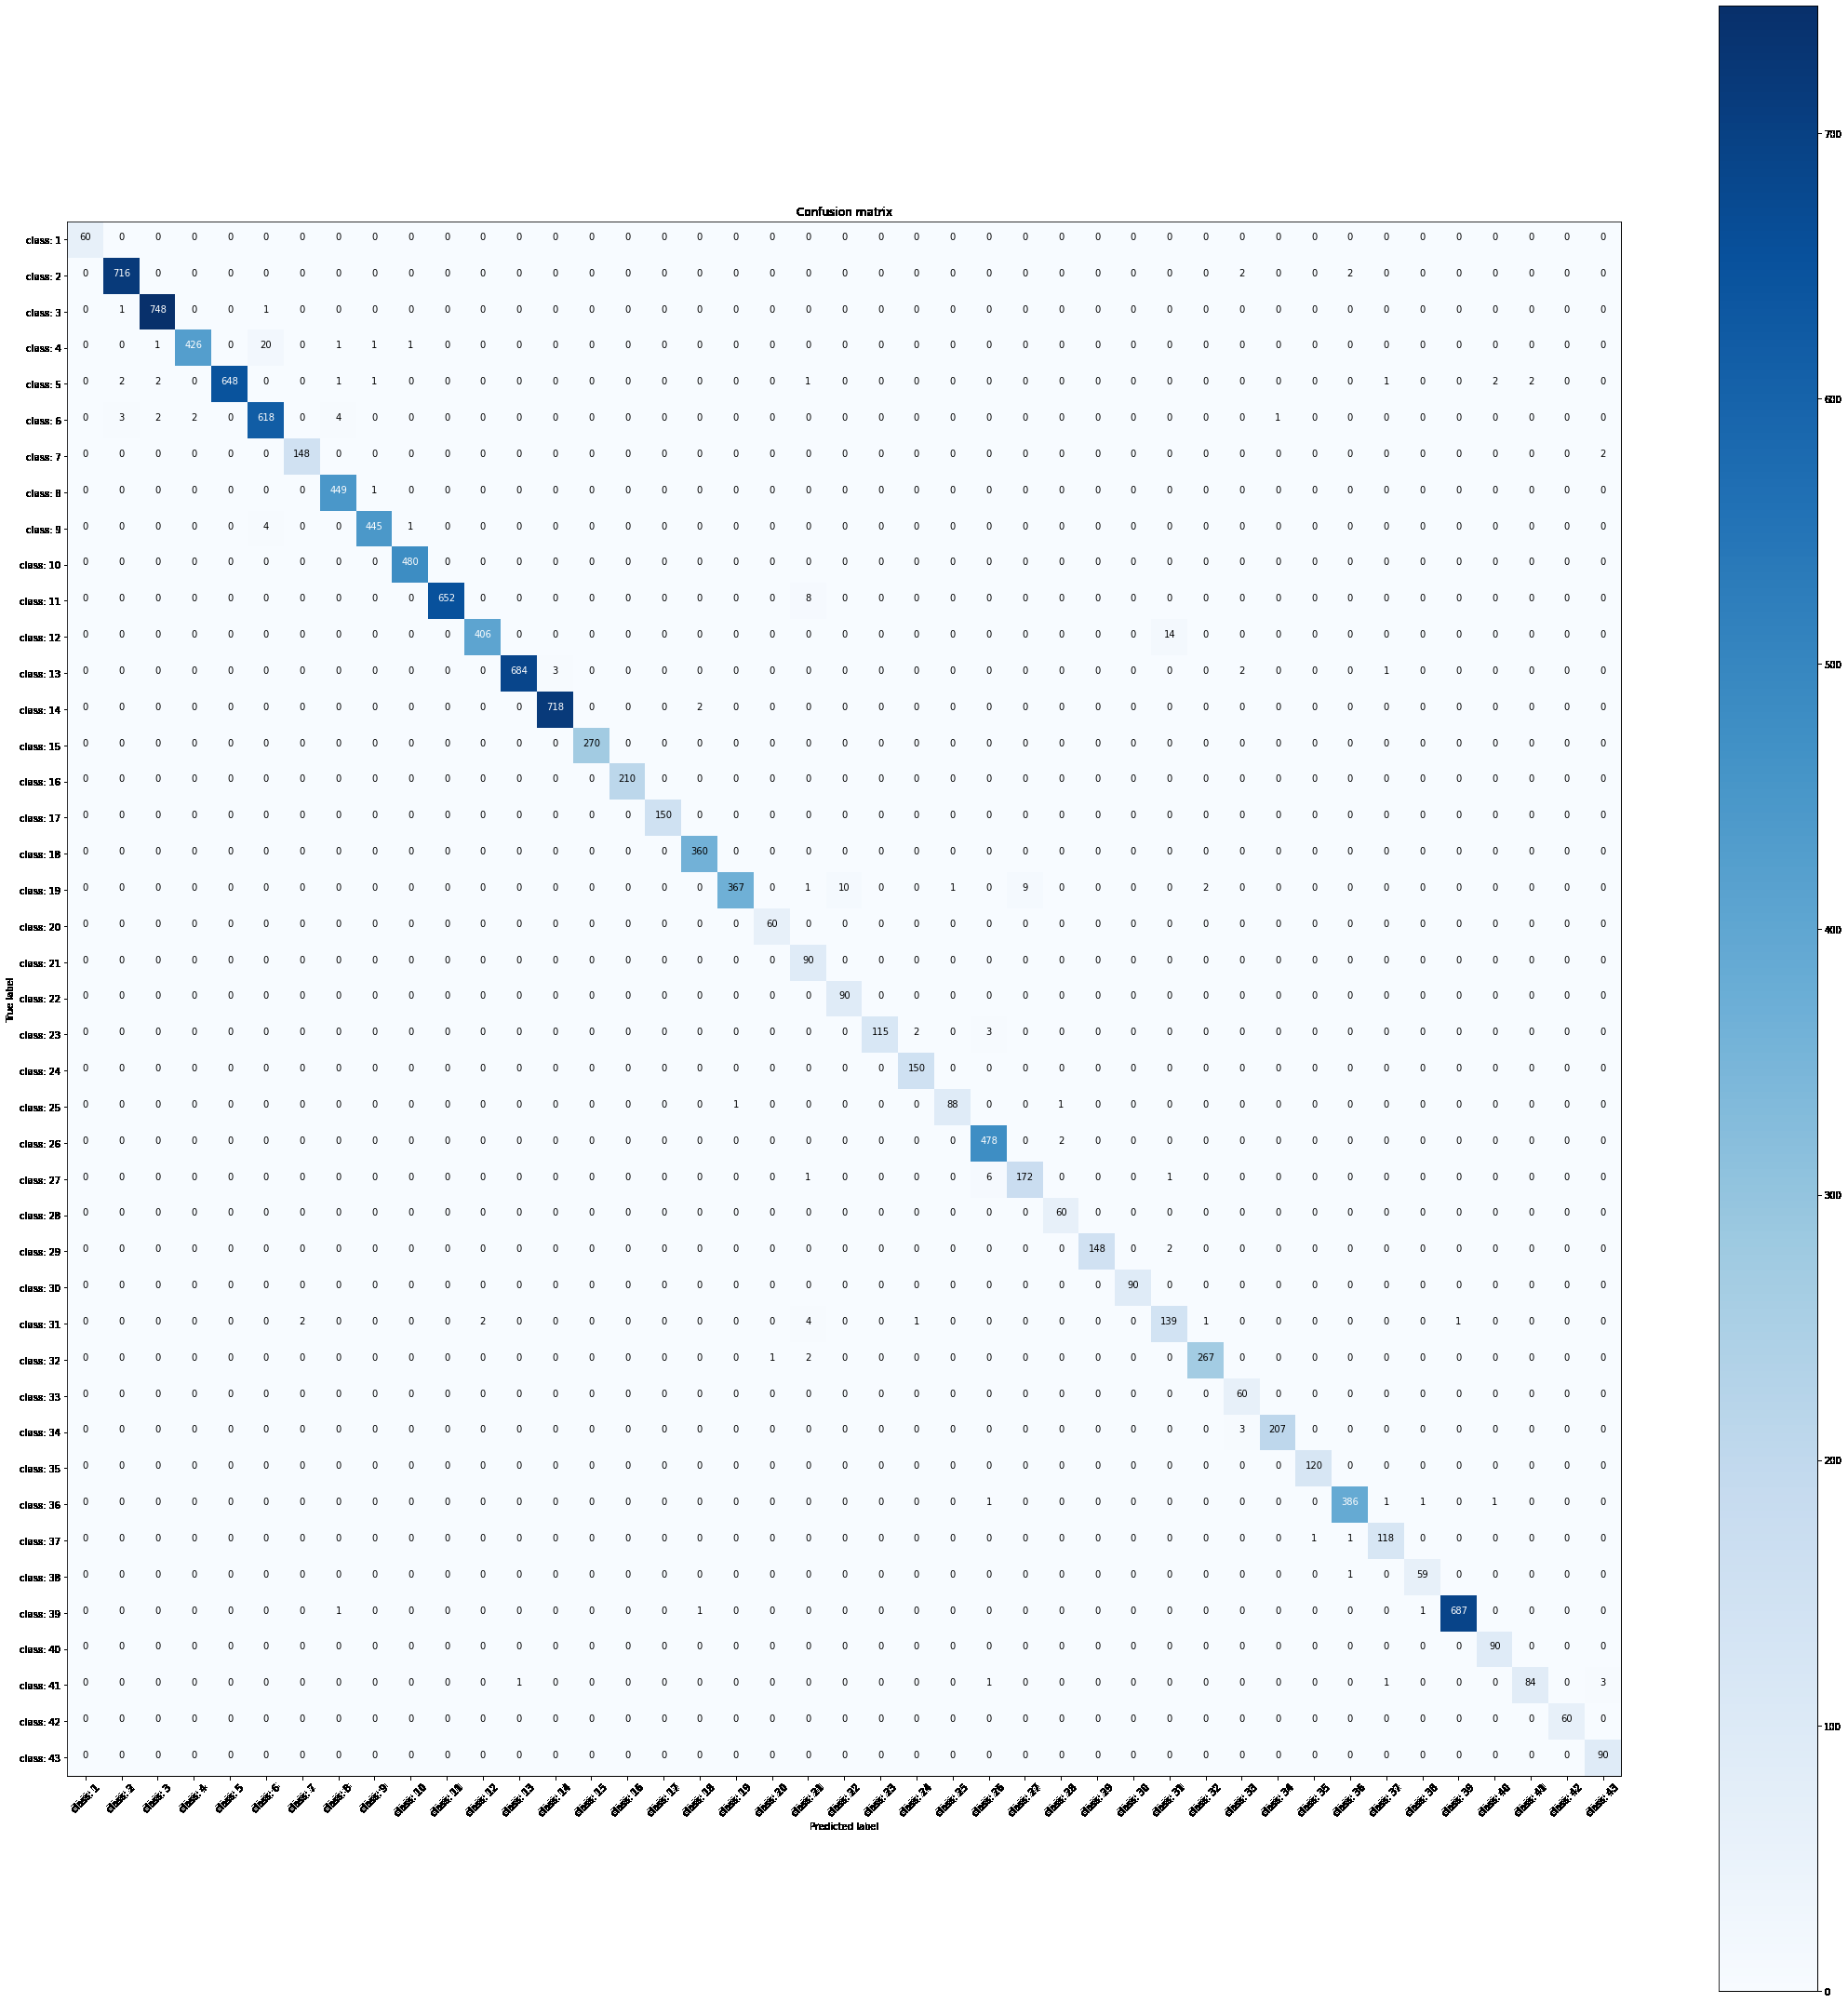 Confusion matrix
class: 1 60 0 0 0 0 0 0 0 0 0 0 0 0 0 0 0 0 0 0 0 0 0 0 0 0 0 0 0 0 0 0 0 0 0 0 0 0 0 0 0 0 0 0
class: 2 0 716 0 0 0 0 0 0 0 0 0 0 0 0 0 0 0 0 0 0 0 0 0 0 0 0 0 0 0 0 0 0 2 0 0 2 0 0 0 0 0 0 0
class: 3 0 1 748 0 0 1 0 0 0 0 0 0 0 0 0 0 0 0 0 0 0 0 0 0 0 0 0 0 0 0 0 0 0 0 0 0 0 0 0 0 0 0 0
class: 4 0 0 1 426 0 20 0 1 1 1 0 0 0 0 0 0 0 0 0 0 0 0 0 0 0 0 0 0 0 0 0 0 0 0 0 0 0 0 0 0 0 0 0
class: 5 0 2 2 0 648 0 0 1 1 0 0 0 0 0 0 0 0 0 0 0 1 0 0 0 0 0 0 0 0 0 0 0 0 0 0 0 1 0 0 2 2 0 0
class: 6 0 3 2 2 0 618 0 4 0 0 0 0 0 0 0 0 0 0 0 0 0 0 0 0 0 0 0 0 0 0 0 0 0 1 0 0 0 0 0 0 0 0 0
class: 7 0 0 0 0 0 0 148 0 0 0 0 0 0 0 0 0 0 0 0 0 0 0 0 0 0 0 0 0 0 0 0 0 0 0 0 0 0 0 0 0 0 0 2
class: 8 0 0 0 0 0 0 0 449 1 0 0 0 0 0 0 0 0 0 0 0 0 0 0 0 0 0 0 0 0 0 0 0 0 0 0 0 0 0 0 0 0 0 0
class: 9 0 0 0 0 0 4 0 0 445 1 0 0 0 0 0 0 0 0 0 0 0 0 0 0 0 0 0 0 0 0 0 0 0 0 0 0 0 0 0 0 0 0 0
class: 10 0 0 0 0 0 0 0 0 0 480 0 0 0 0 0 0 0 0 0 0 0 0 0 0 0 0 0 0 0 0 0 0 0 0 0 0 0 0 0 0 0 0 0
class: 11 0 0 0 0 0 0 0 0 0 0 652 0 0 0 0 0 0 0 0 0 8 0 0 0 0 0 0 0 0 0 0 0 0 0 0 0 0 0 0 0 0 0 0
class: 12 0 0 0 0 0 0 0 0 0 0 0 406 0 0 0 0 0 0 0 0 0 0 0 0 0 0 0 0 0 0 14 0 0 0 0 0 0 0 0 0 0 0 0
class: 13 0 0 0 0 0 0 0 0 0 0 0 0 684 3 0 0 0 0 0 0 0 0 0 0 0 0 0 0 0 0 0 0 2 0 0 0 1 0 0 0 0 0 0
class: 14 0 0 0 0 0 0 0 0 0 0 0 0 0 718 0 0 0 2 0 0 0 0 0 0 0 0 0 0 0 0 0 0 0 0 0 0 0 0 0 0 0 0 0
class: 15 0 0 0 0 0 0 0 0 0 0 0 0 0 0 270 0 0 0 0 0 0 0 0 0 0 0 0 0 0 0 0 0 0 0 0 0 0 0 0 0 0 0 0
class: 16 0 0 0 0 0 0 0 0 0 0 0 0 0 0 0 210 0 0 0 0 0 0 0 0 0 0 0 0 0 0 0 0 0 0 0 0 0 0 0 0 0 0 0
class: 17 0 0 0 0 0 0 0 0 0 0 0 0 0 0 0 0 150 0 0 0 0 0 0 0 0 0 0 0 0 0 0 0 0 0 0 0 0 0 0 0 0 0 0
class: 18 0 0 0 0 0 0 0 0 0 0 0 0 0 0 0 0 0 360 0 0 0 0 0 0 0 0 0 0 0 0 0 0 0 0 0 0 0 0 0 0 0 0 0
class: 19 0 0 0 0 0 0 0 0 0 0 0 0 0 0 0 0 0 0 367 0 1 10 0 0 1 0 9 0 0 0 0 2 0 0 0 0 0 0 0 0 0 0 0
class: 20 0 0 0 0 0 0 0 0 0 0 0 0 0 0 0 0 0 0 0 60 0 0 0 0 0 0 0 0 0 0 0 0 0 0 0 0 0 0 0 0 0 0 0
class: 21 0 0 0 0 0 0 0 0 0 0 0 0 0 0 0 0 0 0 0 0 90 0 0 0 0 0 0 0 0 0 0 0 0 0 0 0 0 0 0 0 0 0 0
class: 22 0 0 0 0 0 0 0 0 0 0 0 0 0 0 0 0 0 0 0 0 0 90 0 0 0 0 0 0 0 0 0 0 0 0 0 0 0 0 0 0 0 0 0
class: 23 0 0 0 0 0 0 0 0 0 0 0 0 0 0 0 0 0 0 0 0 0 0 115 2 0 3 0 0 0 0 0 0 0 0 0 0 0 0 0 0 0 0 0
class: 24 0 0 0 0 0 0 0 0 0 0 0 0 0 0 0 0 0 0 0 0 0 0 0 150 0 0 0 0 0 0 0 0 0 0 0 0 0 0 0 0 0 0 0
class: 25 0 0 0 0 0 0 0 0 0 0 0 0 0 0 0 0 0 0 1 0 0 0 0 0 88 0 0 1 0 0 0 0 0 0 0 0 0 0 0 0 0 0 0
class: 26 0 0 0 0 0 0 0 0 0 0 0 0 0 0 0 0 0 0 0 0 0 0 0 0 0 478 0 2 0 0 0 0 0 0 0 0 0 0 0 0 0 0 0
class: 27 0 0 0 0 0 0 0 0 0 0 0 0 0 0 0 0 0 0 0 0 1 0 0 0 0 6 172 0 0 0 1 0 0 0 0 0 0 0 0 0 0 0 0
class: 28 0 0 0 0 0 0 0 0 0 0 0 0 0 0 0 0 0 0 0 0 0 0 0 0 0 0 0 60 0 0 0 0 0 0 0 0 0 0 0 0 0 0 0
class: 29 0 0 0 0 0 0 0 0 0 0 0 0 0 0 0 0 0 0 0 0 0 0 0 0 0 0 0 0 148 0 2 0 0 0 0 0 0 0 0 0 0 0 0
class: 30 0 0 0 0 0 0 0 0 0 0 0 0 0 0 0 0 0 0 0 0 0 0 0 0 0 0 0 0 0 90 0 0 0 0 0 0 0 0 0 0 0 0 0
class: 31 0 0 0 0 0 0 2 0 0 0 0 2 0 0 0 0 0 0 0 0 4 0 0 1 0 0 0 0 0 0 139 1 0 0 0 0 0 0 1 0 0 0 0
class: 32 0 0 0 0 0 0 0 0 0 0 0 0 0 0 0 0 0 0 0 1 2 0 0 0 0 0 0 0 0 0 0 267 0 0 0 0 0 0 0 0 0 0 0
class: 33 0 0 0 0 0 0 0 0 0 0 0 0 0 0 0 0 0 0 0 0 0 0 0 0 0 0 0 0 0 0 0 0 60 0 0 0 0 0 0 0 0 0 0
class: 34 0 0 0 0 0 0 0 0 0 0 0 0 0 0 0 0 0 0 0 0 0 0 0 0 0 0 0 0 0 0 0 0 3 207 0 0 0 0 0 0 0 0 0
class: 35 0 0 0 0 0 0 0 0 0 0 0 0 0 0 0 0 0 0 0 0 0 0 0 0 0 0 0 0 0 0 0 0 0 0 120 0 0 0 0 0 0 0 0
class: 36 0 0 0 0 0 0 0 0 0 0 0 0 0 0 0 0 0 0 0 0 0 0 0 0 0 1 0 0 0 0 0 0 0 0 0 386 1 1 0 1 0 0 0
class: 37 0 0 0 0 0 0 0 0 0 0 0 0 0 0 0 0 0 0 0 0 0 0 0 0 0 0 0 0 0 0 0 0 0 0 1 1 118 0 0 0 0 0 0
class: 38 0 0 0 0 0 0 0 0 0 0 0 0 0 0 0 0 0 0 0 0 0 0 0 0 0 0 0 0 0 0 0 0 0 0 0 1 0 59 0 0 0 0 0
class: 39 0 0 0 0 0 0 0 1 0 0 0 0 0 0 0 0 0 1 0 0 0 0 0 0 0 0 0 0 0 0 0 0 0 0 0 0 0 1 687 0 0 0 0
class: 40 0 0 0 0 0 0 0 0 0 0 0 0 0 0 0 0 0 0 0 0 0 0 0 0 0 0 0 0 0 0 0 0 0 0 0 0 0 0 0 90 0 0 0
class: 41 0 0 0 0 0 0 0 0 0 0 0 0 1 0 0 0 0 0 0 0 0 0 0 0 0 1 0 0 0 0 0 0 0 0 0 0 1 0 0 0 84 0 3
class: 42 0 0 0 0 0 0 0 0 0 0 0 0 0 0 0 0 0 0 0 0 0 0 0 0 0 0 0 0 0 0 0 0 0 0 0 0 0 0 0 0 0 60 0
class: 43 0 0 0 0 0 0 0 0 0 0 0 0 0 0 0 0 0 0 0 0 0 0 0 0 0 0 0 0 0 0 0 0 0 0 0 0 0 0 0 0 0 0 90
True label
class: 1 class: 2 class: 3 class: 4 class: 5 class: 6 class: 7 class: 8 class: 9 class: 10 class: 11 class: 12 class: 13 class: 14 class: 15 class: 16 class: 17 class: 18 class: 19 class: 20 class: 21 class: 22 class: 23 class: 24 class: 25 class: 26 class: 27 class: 28 class: 29 class: 30 class: 31 class: 32 class: 33 class: 34 class: 35 class: 36 class: 37 class: 38 class: 39 class: 40 class: 41 class: 42 class: 43
Predicted label
700
600
500
400
300
200
100
0